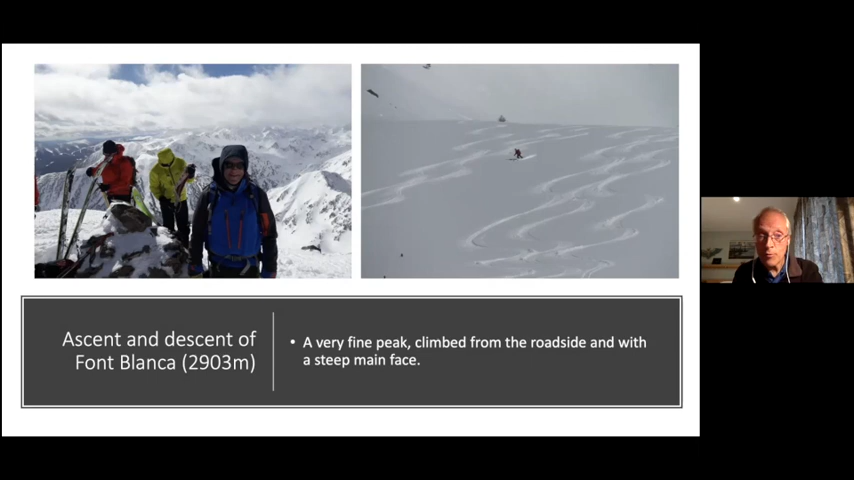 Ascent and descent of
Font Blanca (2903m)
• A very fine peak, climbed from the roadside and with
a steep main face.